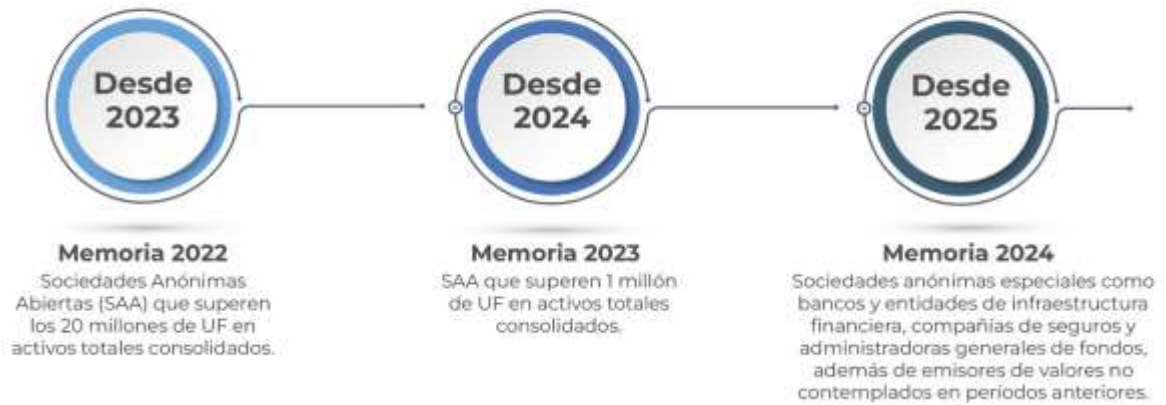 Desde
2023
Desde
2024
Desde
2025
Memoria 2022
Sociedades Anónimas
Abiertas (SAA) que superen
los 20 millones de UF en
activos totales consolidados.
Memoria 2023
SAA que superen 1 millón
de UF en activos totales
consolidados.
Memoria 2024
Sociedades anónimas especiales como
bancos y entidades de infraestructura
financiera, compañías de seguros y
administradoras generales de fondos,
además de emisores de valores no
contemplados en períodos anteriores.